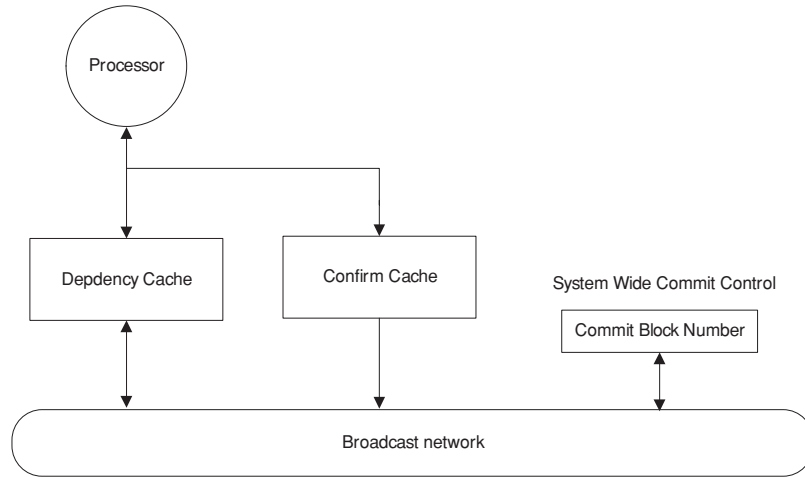 Processor
Depdency Cache
Confirm Cache
System Wide Commit Control
Commit Block Number
Broadcast network